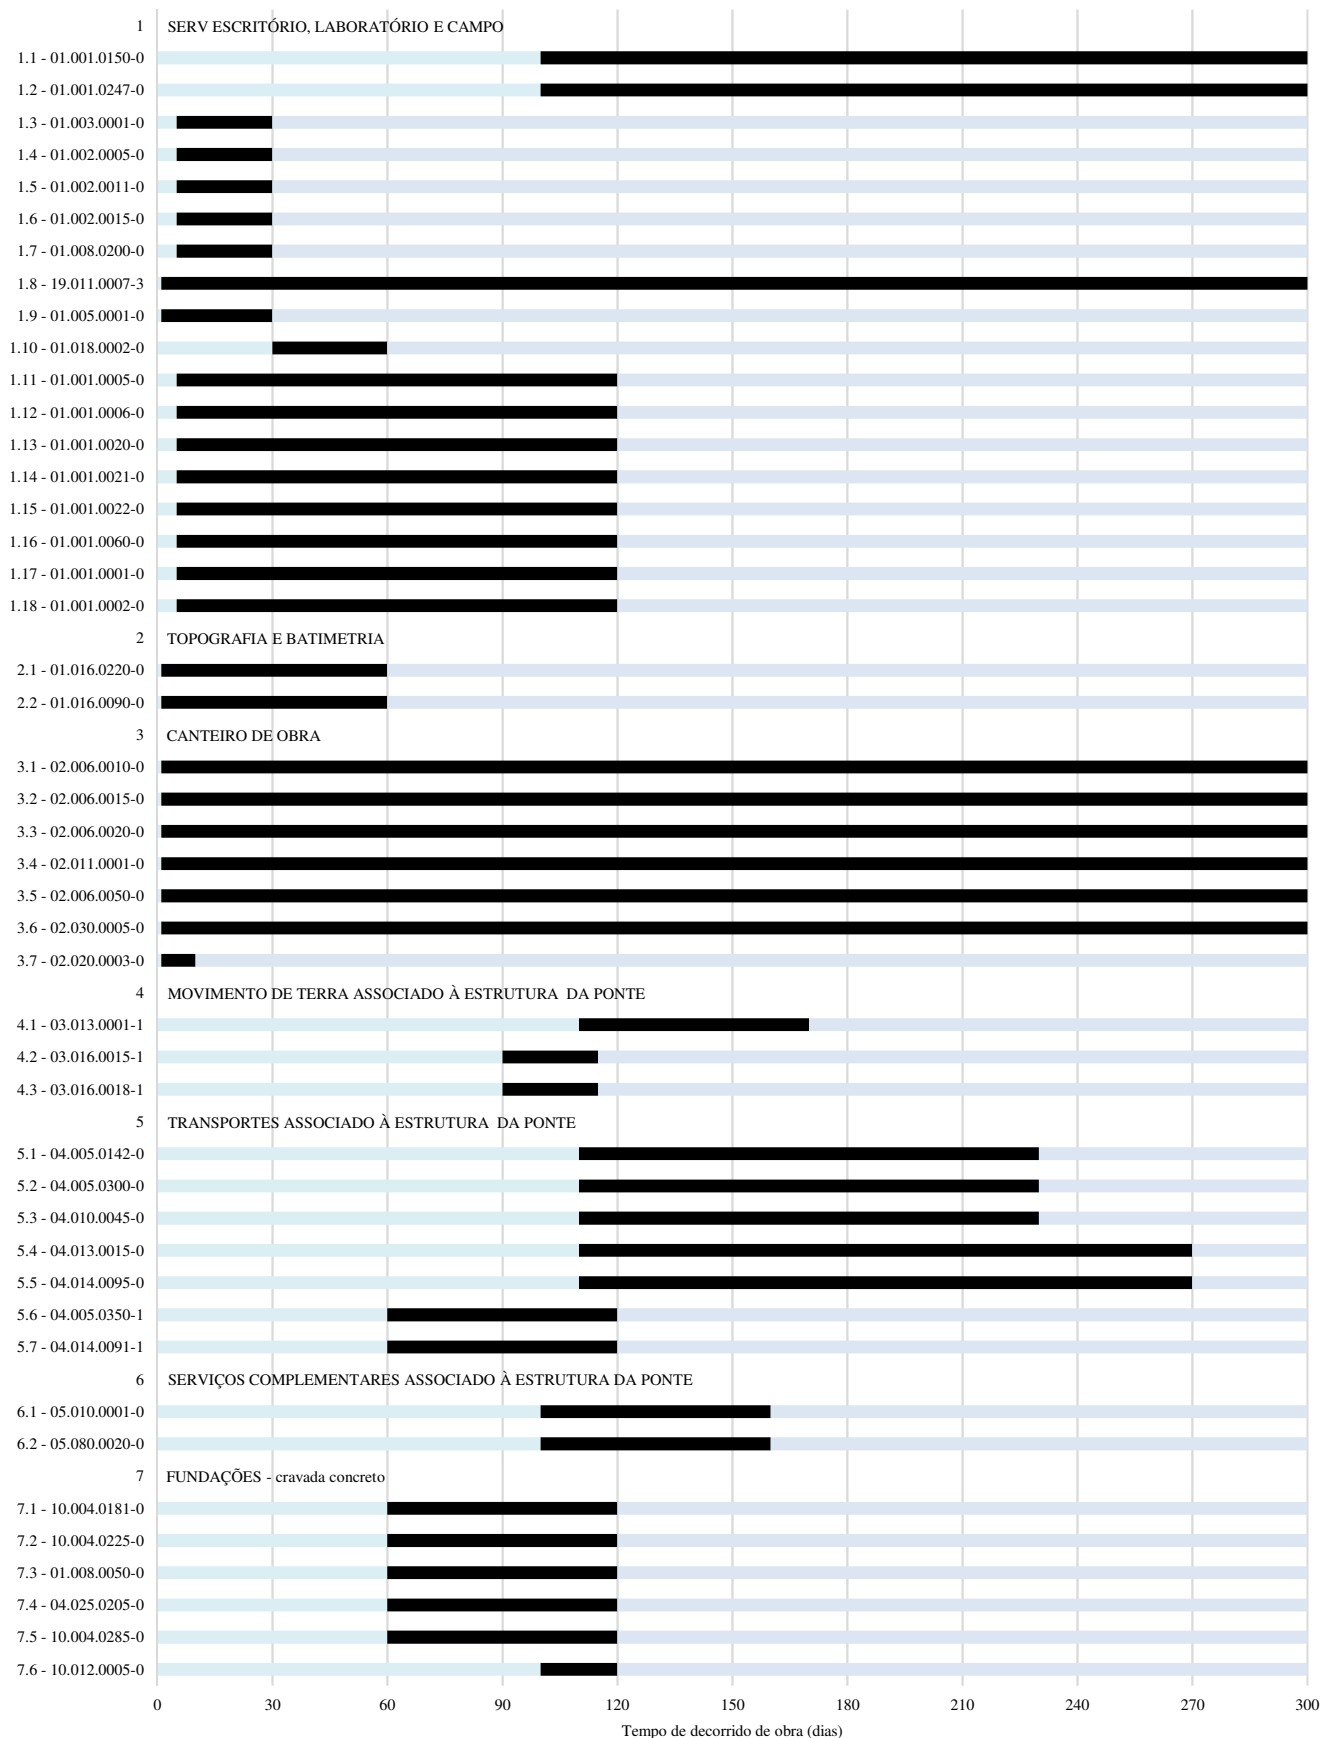 1 SERV ESCRITÓRIO, LABORATÓRIO E CAMPO
1.1 - 01.001.0150-0
1.2 - 01.001.0247-0
1.3 - 01.003.0001-0
1.4 - 01.002.0005-0
1.5 - 01.002.0011-0
1.6 - 01.002.0015-0
1.7 - 01.008.0200-0
1.8 - 19.011.0007-3
1.9 - 01.005.0001-0
1.10 - 01.018.0002-0
1.11 - 01.001.0005-0
1.12 - 01.001.0006-0
1.13 - 01.001.0020-0
1.14 - 01.001.0021-0
1.15 - 01.001.0022-0
1.16 - 01.001.0060-0
1.17 - 01.001.0001-0
1.18 - 01.001.0002-0
2 TOPOGRAFIA E BATIMETRIA
2.1 - 01.016.0220-0
2.2 - 01.016.0090-0
3 CANTEIRO DE OBRA
3.1 - 02.006.0010-0
3.2 - 02.006.0015-0
3.3 - 02.006.0020-0
3.4 - 02.011.0001-0
3.5 - 02.006.0050-0
3.6 - 02.030.0005-0
3.7 - 02.020.0003-0
4 MOVIMENTO DE TERRA ASSOCIADO À ESTRUTURA DA PONTE
4.1 - 03.013.0001-1
4.2 - 03.016.0015-1
4.3 - 03.016.0018-1
5 TRANSPORTES ASSOCIADO À ESTRUTURA DA PONTE
5.1 - 04.005.0142-0
5.2 - 04.005.0300-0
5.3 - 04.010.0045-0
5.4 - 04.013.0015-0
5.5 - 04.014.0095-0
5.6 - 04.005.0350-1
5.7 - 04.014.0091-1
6 SERVIÇOS COMPLEMENTARES ASSOCIADO À ESTRUTURA DA PONTE
6.1 - 05.010.0001-0
6.2 - 05.080.0020-0
7 FUNDAÇÕES - cravada concreto
7.1 - 10.004.0181-0
7.2 - 10.004.0225-0
7.3 - 01.008.0050-0
7.4 - 04.025.0205-0
7.5 - 10.004.0285-0
7.6 - 10.012.0005-0
0 30 60 90 120 150 180 210 240 270 300
Tempo de decorrido de obra (dias)